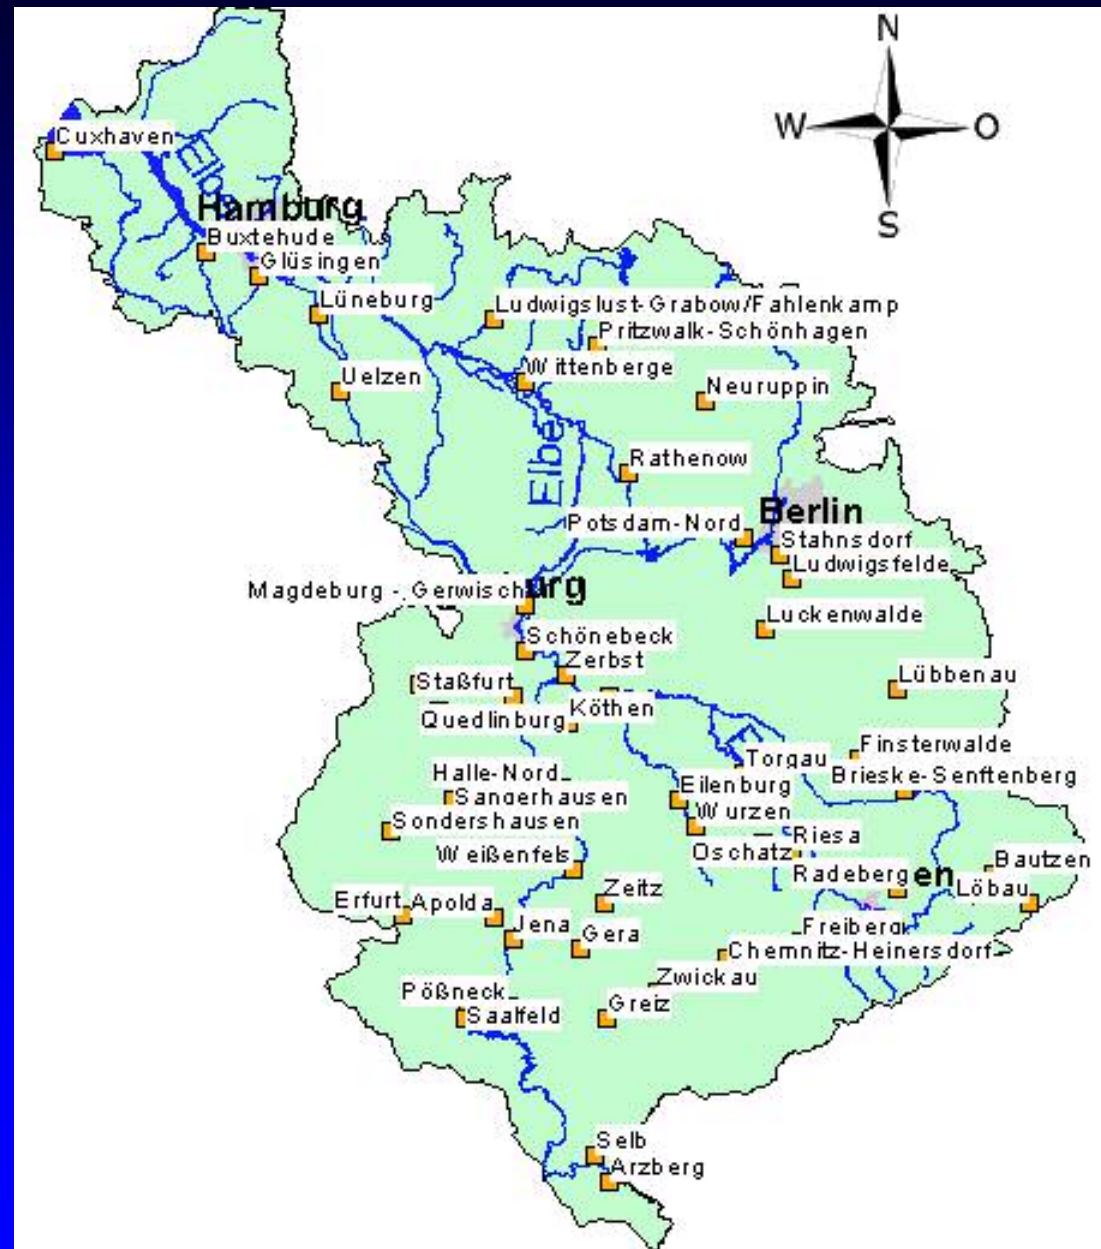 N
W O
S
Cuxhaven
Hamburg
Buxtehude
Glüsingen
Lüneburg
Ludwigslust-Grabow/Fahlenkamp
Pritzwalk-Schönhagen
Wittenberge
Uelzen
Neuruppin
Elbe
Rathenow
Berlin
Potsdam-Nord
Stahnsdorf
Ludwigsfelde
Magdeburg - Gerwisch
urg
Luckenwalde
Schönebeck
Zerbst
Lübbenau
Staßfurt
Köthen
Quedlinburg
Finsterwalde
Torgau
Brieske-Senftenberg
Halle-Nord
Eilenburg
Sangerhausen
Wurzen
Sondershausen
Riesa
Oschatz
Weißenfels
Bautzen
Radeberg
en
Löbau
Zeitz
Erfurt
Apolda
Jena
Gera
Freiberg
Chemnitz-Heinersdorf
Zwickau
Pößneck
Greiz
Saalfeld
Selb
Arzberg